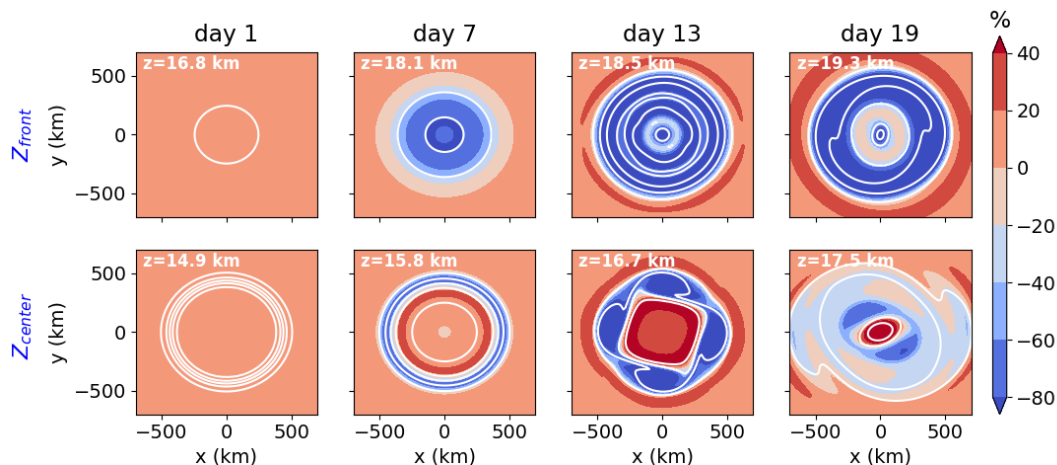 day 1 day 7 day 13 day 19 %
z=16.8 km z=18.1 km z=18.5 km z=19.3 km
Z_front
y (km)
500
0
−500
z=14.9 km z=15.8 km z=16.7 km z=17.5 km
Z_center
y (km)
500
0
−500
−500 0 500 −500 0 500 −500 0 500 −500 0 500
x (km) x (km) x (km) x (km)
40
20
0
−20
−40
−60
−80